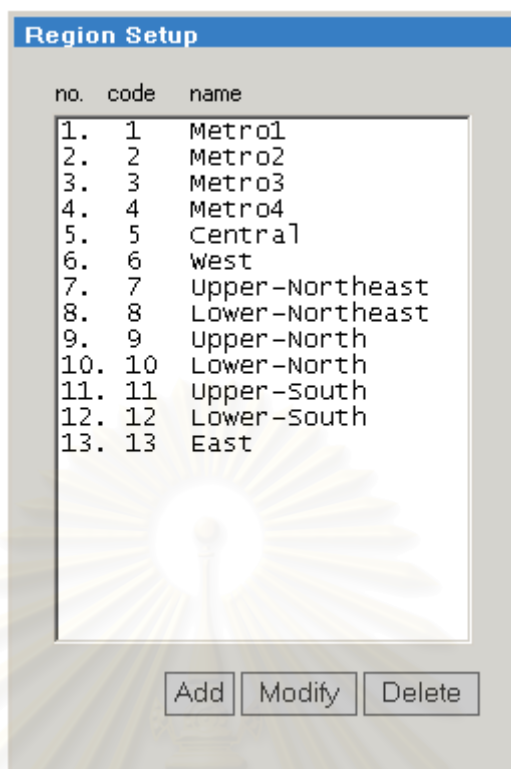 Region Setup
no. code name
1. 1 Metro1
2. 2 Metro2
3. 3 Metro3
4. 4 Metro4
5. 5 Central
6. 6 West
7. 7 Upper-Northeast
8. 8 Lower-Northeast
9. 9 Upper-North
10. 10 Lower-North
11. 11 Upper-South
12. 12 Lower-South
13. 13 East
Add Modify Delete